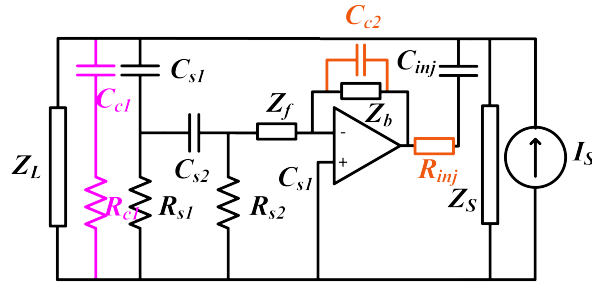 C_c2
C_s1
C_inj
C_c1
Z_f
Z_b
-
Z_L
C_s2
C_s1
+
R_inj
I_S
R_c1
R_s1
R_s2
Z_S